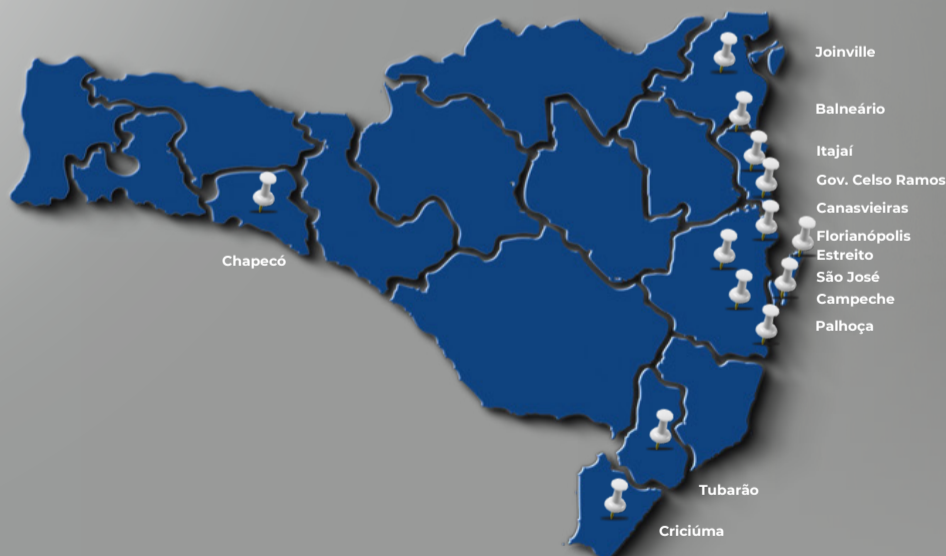 Joinville
Balneário
Itajaí
Gov. Celso Ramos
Canasvieiras
Florianópolis
Estreito
São José
Campeche
Palhoça
Chapecó
Tubarão
Criciúma